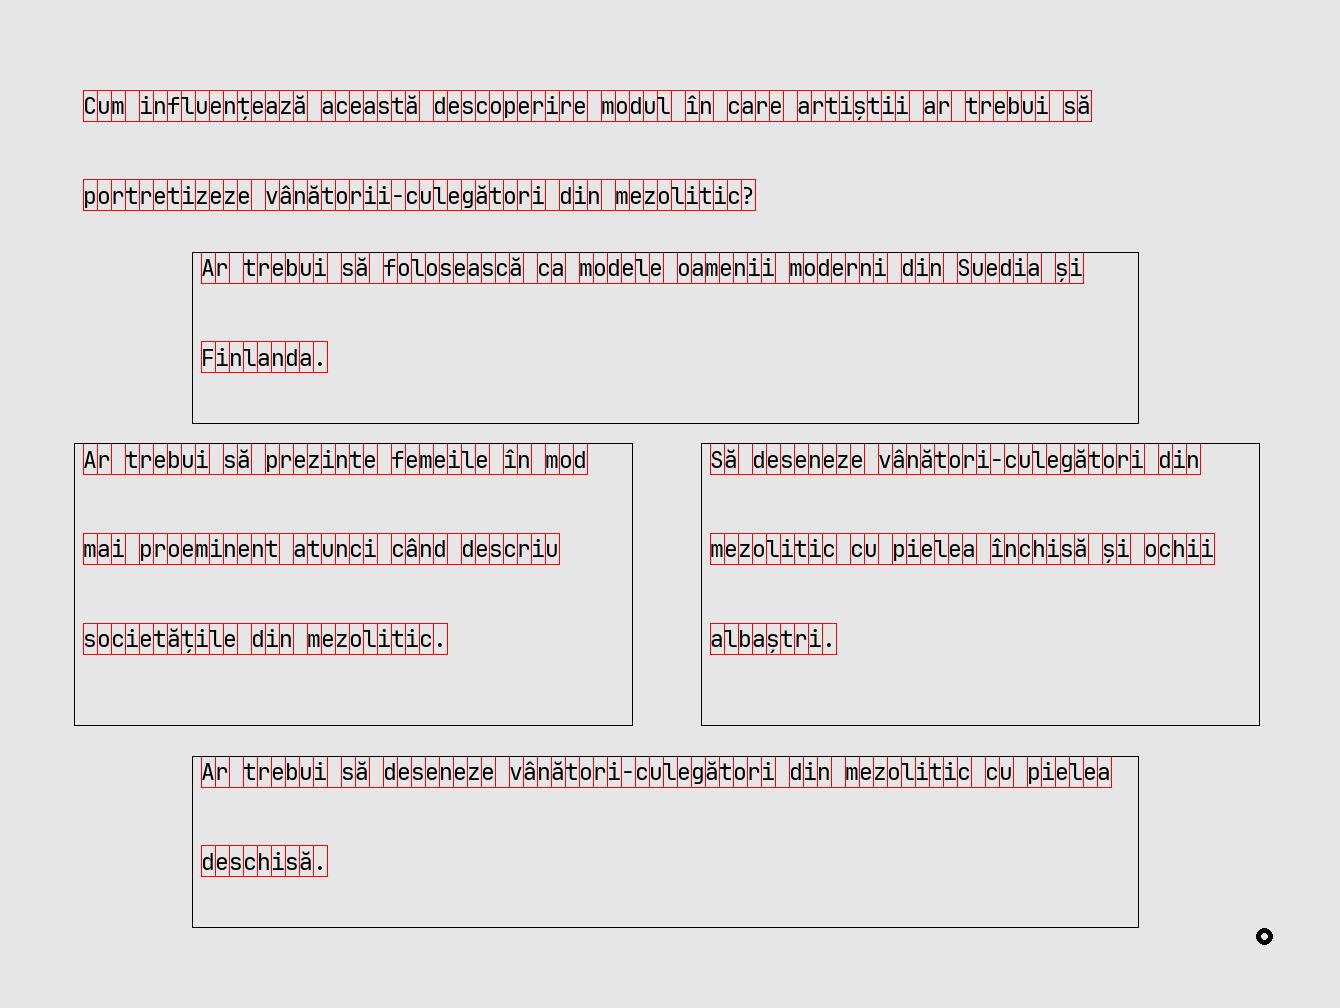 Cum influențează această descoperire modul în care artiștii ar trebui să
portretizeze vânătorii-culegători din mezolitic?
Ar trebui să folosească ca modele oamenii moderni din Suedia și
Finlanda.
Ar trebui să prezinte femeile în mod
mai proeminent atunci când descriu
societățile din mezolitic.
Să deseneze vânători-culegători din
mezolitic cu pielea închisă și ochii
albaștri.
Ar trebui să deseneze vânători-culegători din mezolitic cu pielea
deschisă.